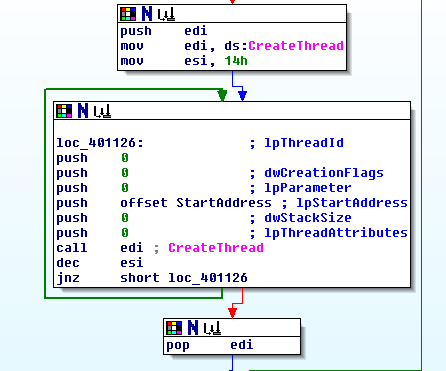 push    edi
mov     edi, ds:CreateThread
mov     esi, 14h
loc_401126:             ; lpThreadId
push    0
push    0               ; dwCreationFlags
push    0               ; lpParameter
push    offset StartAddress ; lpStartAddress
push    0               ; dwStackSize
push    0               ; lpThreadAttributes
call    edi ; CreateThread
dec     esi
jnz     short loc_401126
pop     edi